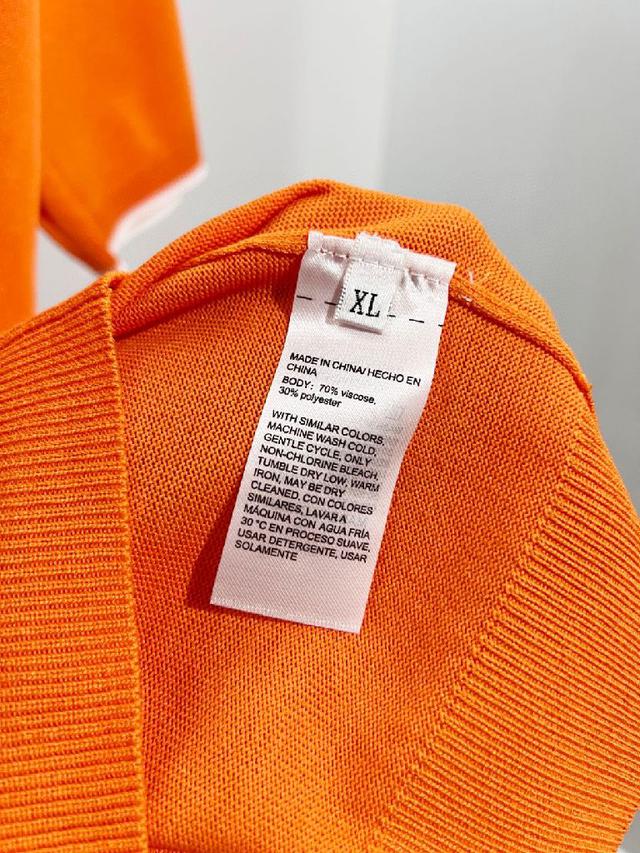 XL
MADE IN CHINA/ HECHO EN
CHINA
BODY: 70% viscose,
30% polyester
WITH SIMILAR COLORS,
MACHINE WASH COLD,
GENTLE CYCLE, ONLY
NON-CHLORINE BLEACH,
TUMBLE DRY LOW, WARM
IRON, MAY BE DRY
CLEANED, CON COLORES
SIMILARES, LAVAR A
MÁQUINA CON AGUA FRÍA
30 °C EN PROCESO SUAVE,
USAR DETERGENTE, USAR
SOLAMENTE